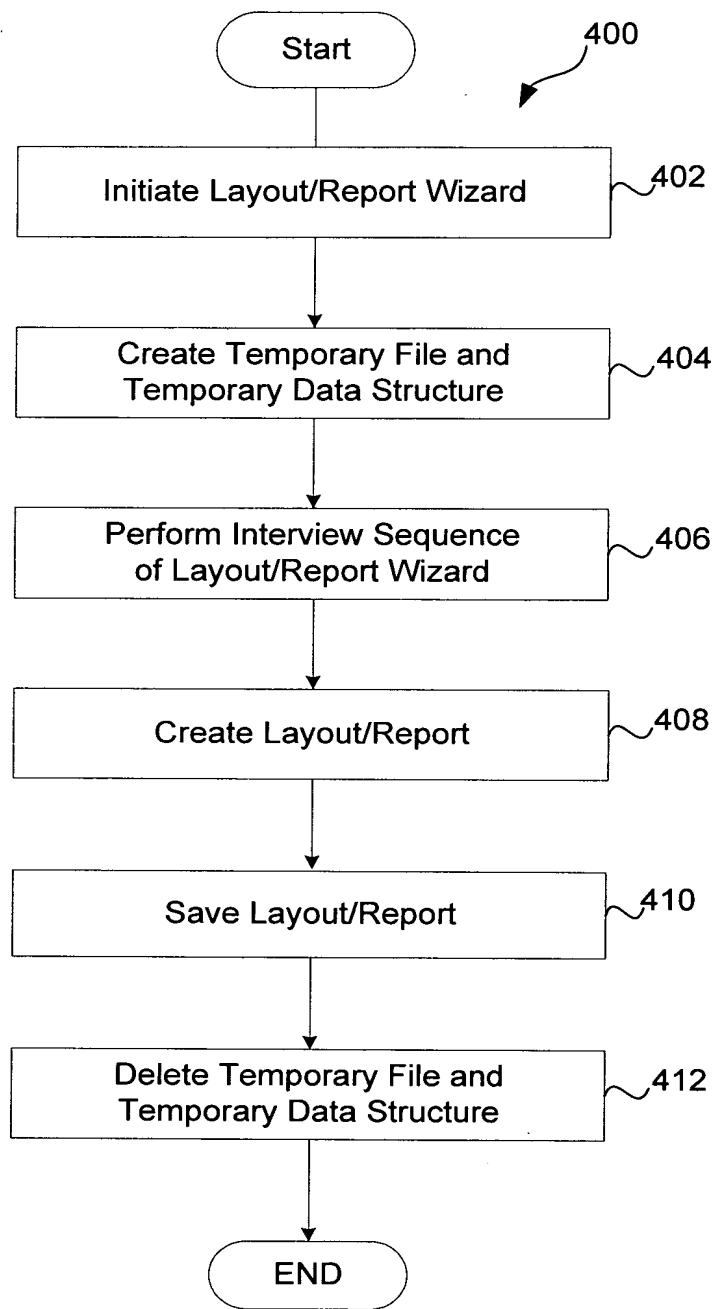 Start
400
Initiate Layout/Report Wizard
402
Create Temporary File and
Temporary Data Structure
404
Perform Interview Sequence
of Layout/Report Wizard
406
Create Layout/Report
408
Save Layout/Report
410
Delete Temporary File and
Temporary Data Structure
412
END